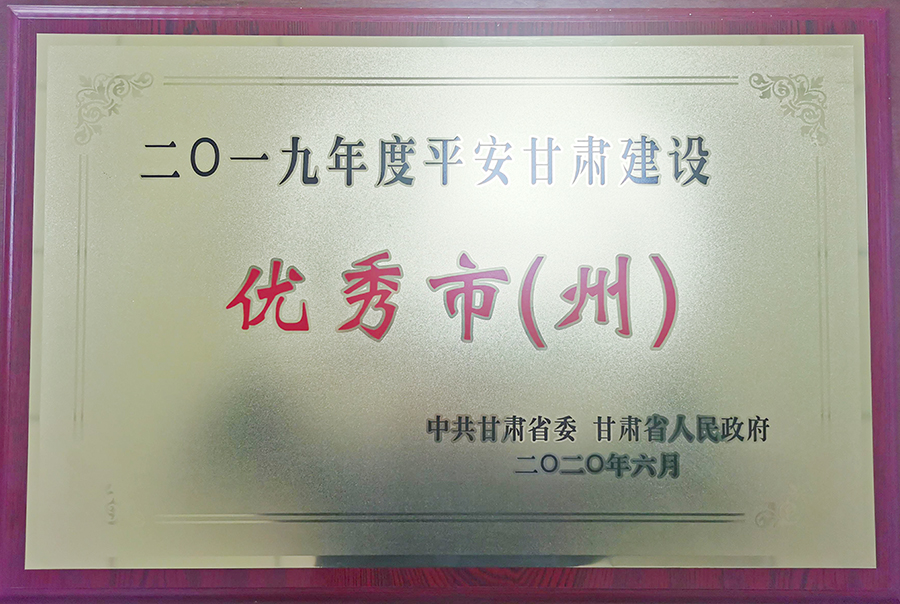 二〇一九年度平安甘肃建设
优秀市(州)
中共甘肃省委 甘肃省人民政府
二〇二〇年六月